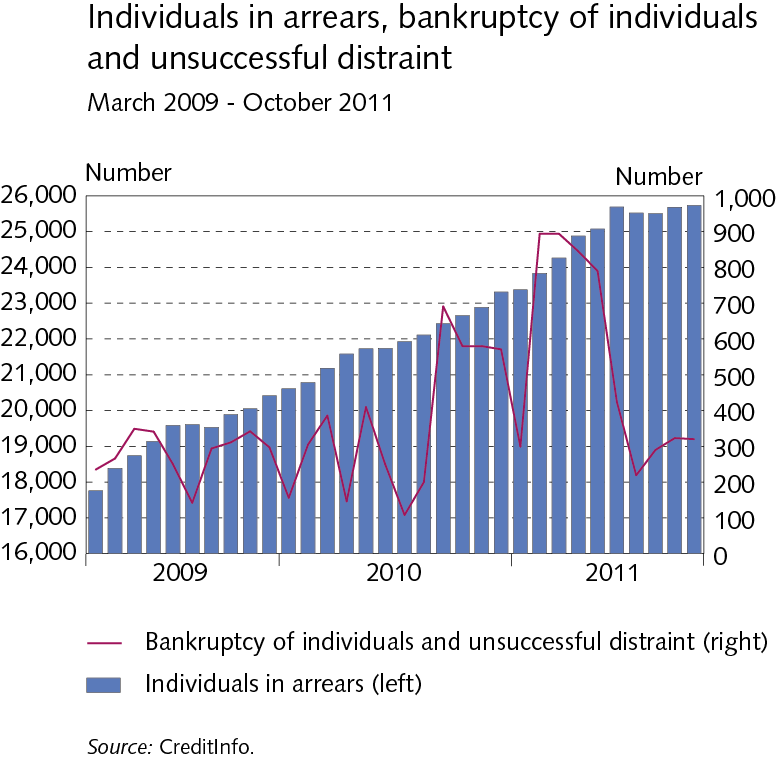 Individuals in arrears, bankruptcy of individuals
and unsuccessful distraint
March 2009 - October 2011
Number
Number
26,000
25,000
24,000
23,000
22,000
21,000
20,000
19,000
18,000
17,000
16,000
1,000
900
800
700
600
500
400
300
200
100
0
2009 2010 2011
Bankruptcy of individuals and unsuccessful distraint (right)
Individuals in arrears (left)
Source: CreditInfo.